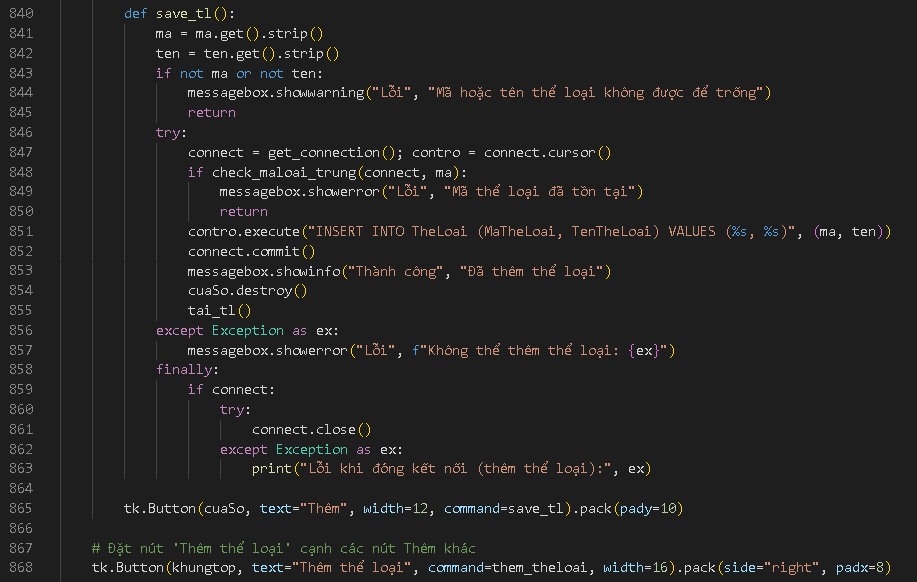 840 def save_tl():
841 ma = ma.get().strip()
842 ten = ten.get().strip()
843 if not ma or not ten:
844 messagebox.showwarning("Lỗi", "Mã hoặc tên thể loại không được để trống")
845 return
846 try:
847 connect = get_connection(); contro = connect.cursor()
848 if check_maloai_trung(connect, ma):
849 messagebox.showerror("Lỗi", "Mã thể loại đã tồn tại")
850 return
851 contro.execute("INSERT INTO TheLoai (MaTheLoai, TenTheLoai) VALUES (%s, %s)", (ma, ten))
852 connect.commit()
853 messagebox.showinfo("Thành công", "Đã thêm thể loại")
854 cuaSo.destroy()
855 tai_tl()
856 except Exception as ex:
857 messagebox.showerror("Lỗi", f"Không thể thêm thể loại: {ex}")
858 finally:
859 if connect:
860 try:
861 connect.close()
862 except Exception as ex:
863 print("Lỗi khi đóng kết nối (thêm thể loại):", ex)
864
865 tk.Button(cuaSo, text="Thêm", width=12, command=save_tl).pack(pady=10)
866
867 # Đặt nút 'Thêm thể loại' cạnh các nút Thêm khác
868 tk.Button(khungtop, text="Thêm thể loại", command=them_theloai, width=16).pack(side="right", padx=8)